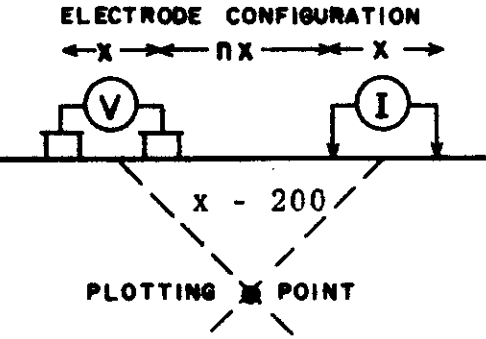 ELECTRODE CONFIGURATION
x nx x
V I
x - 200
PLOTTING POINT